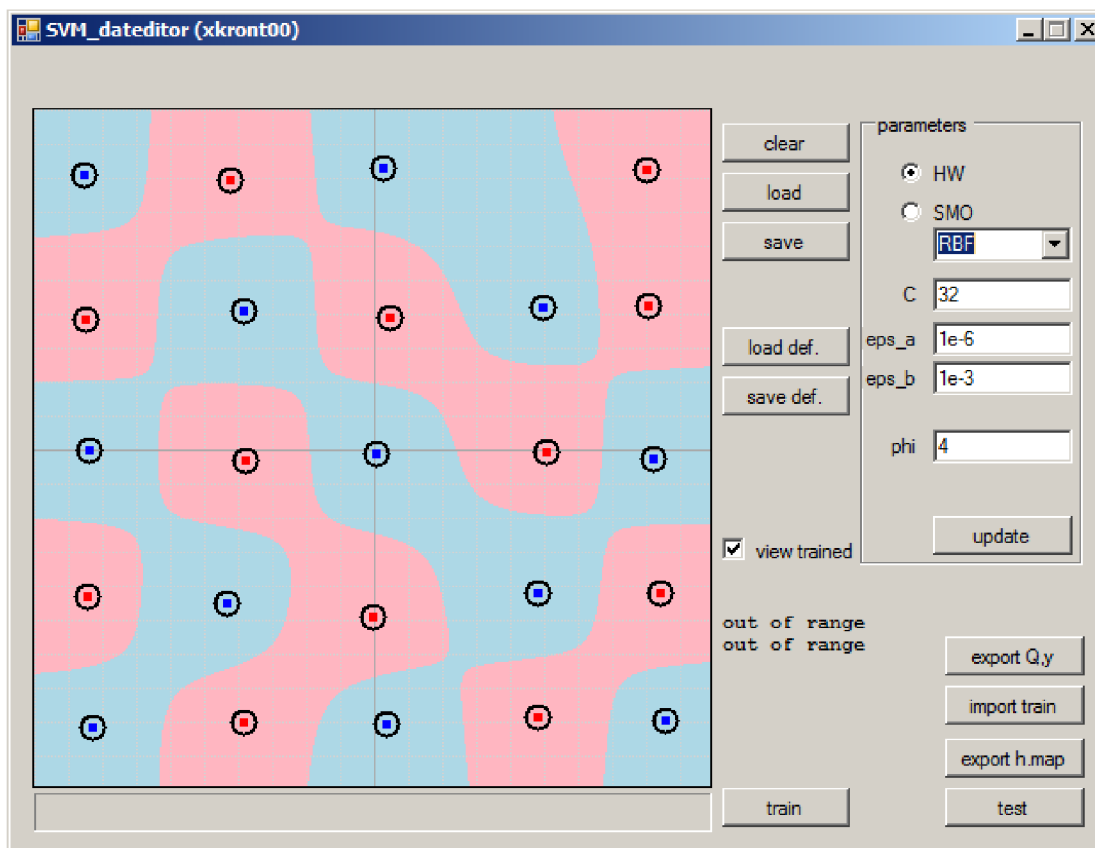 SVM_dateditor (xkront00)
clear
load
save
load def.
save def.
view trained
out of range
out of range
train
parameters
HW
SMO
RBF
C 32
eps_a 1e-6
eps_b 1e-3
phi 4
update
export Q,y
import train
export h.map
test